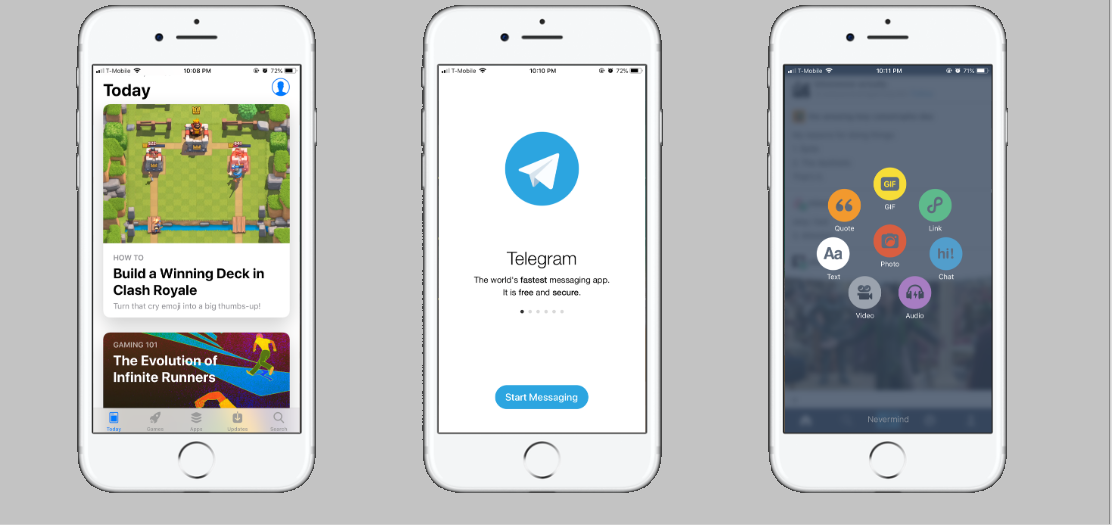 T-Mobile 10:08 PM 72%
Today
HOW TO
Build a Winning Deck in
Clash Royale
Turn that cry emoji into a big thumbs-up!
GAMING 101
The Evolution of
Infinite Runners
Today Games Apps Updates Search
T-Mobile 10:10 PM 72%
Telegram
The world's fastest messaging app.
It is free and secure.
Start Messaging
T-Mobile 10:11 PM 71%
GIF
GIF
Quote
Link
Aa
Photo
hi!
Text
Chat
Video
Audio
Nevermind